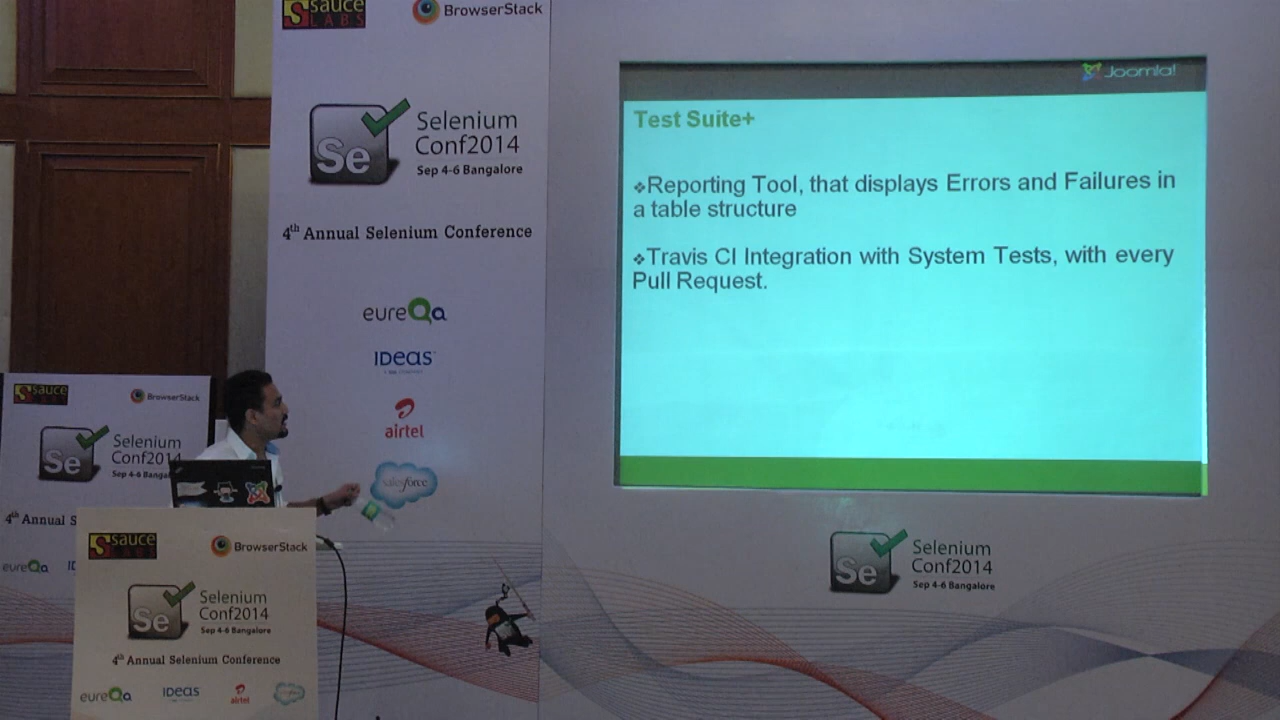 Sauce
LABS
BrowserStack
Selenium
Conf2014
Se
Sep 4-6 Bangalore
4th Annual Selenium Conference
eureQa
IDeaS
airtel
salesforce
Joomla!
Test Suite+
❖Reporting Tool, that displays Errors and Failures in
a table structure
❖Travis CI Integration with System Tests, with every
Pull Request.
Se
Selenium
Conf2014
Sep 4-6 Bangalore
sauce
BrowserStack
Se
Selenium
Conf2014
Sep 4-6 Banga
4th Annual S
eureQa
ID
sauce
LABS
BrowserStack
Se
Selenium
Conf2014
Sep 4-6 Bangalore
4th Annual Selenium Conference
eureQa
IDeaS
airtel